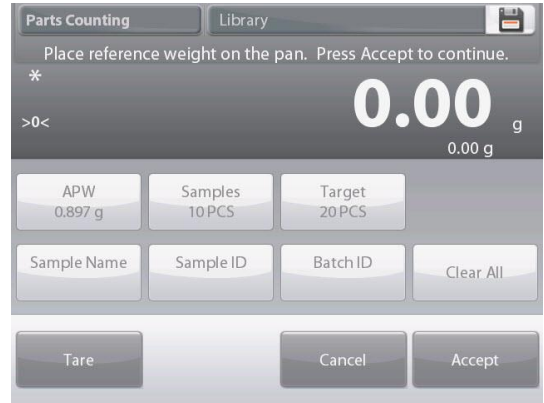 Parts Counting Library
Place reference weight on the pan. Press Accept to continue.
*
0.00 g
>0<
0.00 g
APW Samples Target
0.897 g 10 PCS 20 PCS
Sample Name Sample ID Batch ID Clear All
Tare Cancel Accept